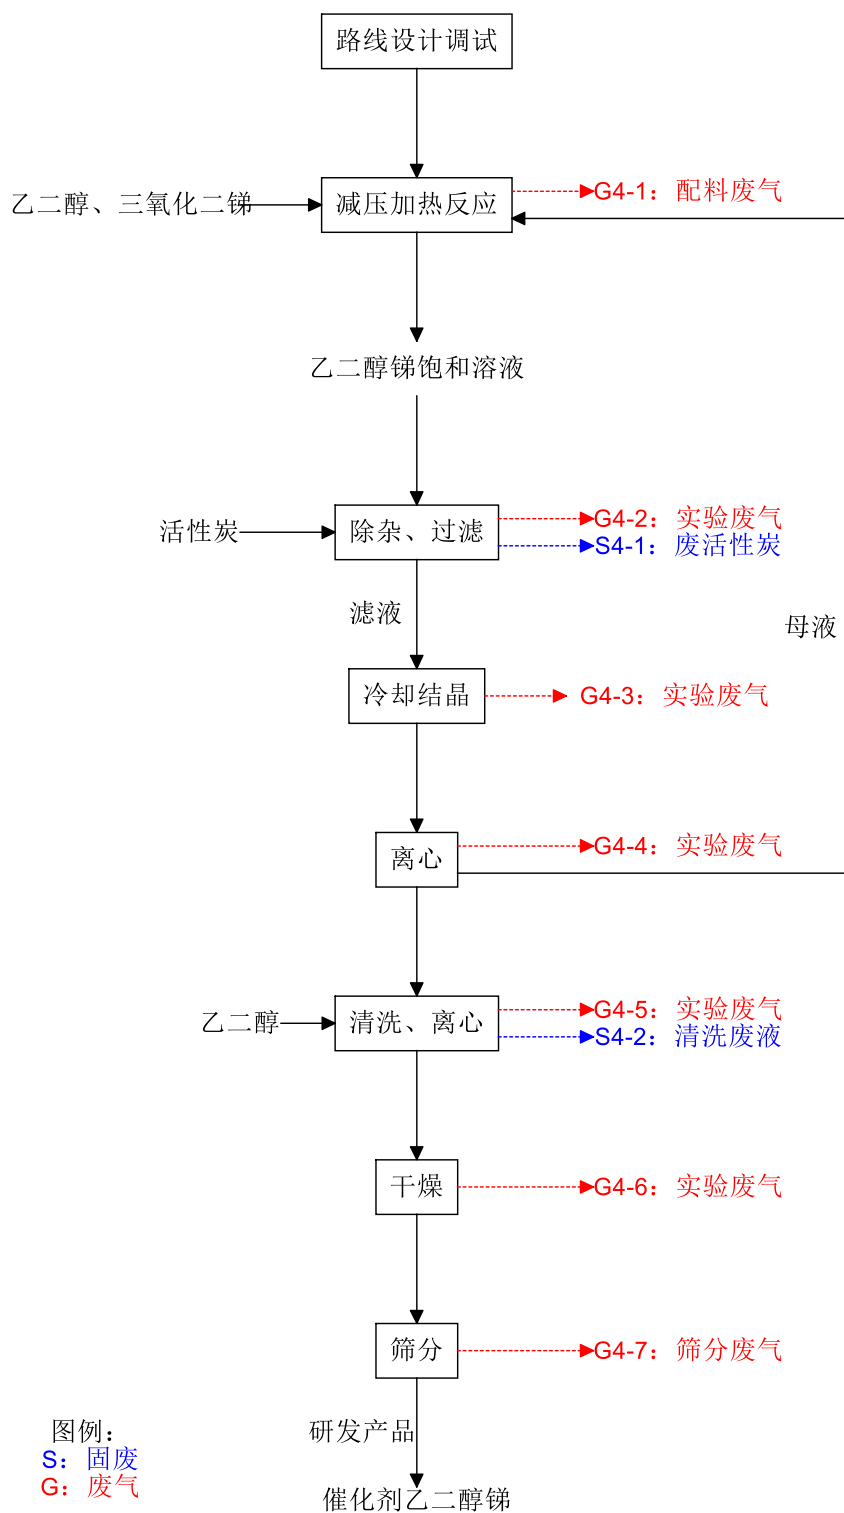 路线设计调试
乙二醇、三氧化二锑
减压加热反应
G4-1：配料废气
乙二醇锑饱和溶液
活性炭
除杂、过滤
G4-2：实验废气
S4-1：废活性炭
滤液
母液
冷却结晶
G4-3：实验废气
离心
G4-4：实验废气
乙二醇
清洗、离心
G4-5：实验废气
S4-2：清洗废液
干燥
G4-6：实验废气
筛分
G4-7：筛分废气
图例：
S：固废
G：废气
研发产品
催化剂乙二醇锑